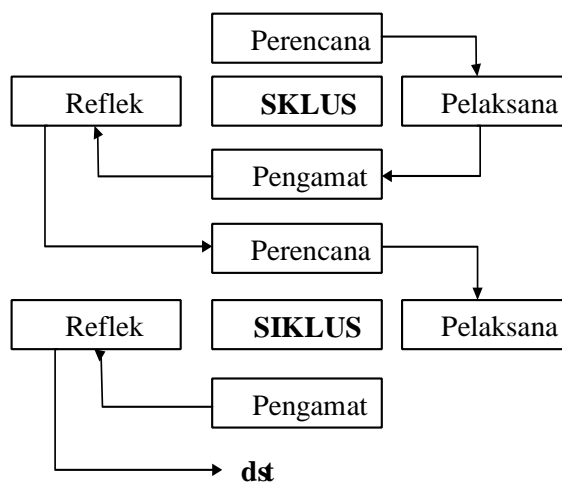 Perencana
Reflek
SKLUS
Pelaksana
Pengamat
Perencana
Reflek
SIKLUS
Pelaksana
Pengamat
dst